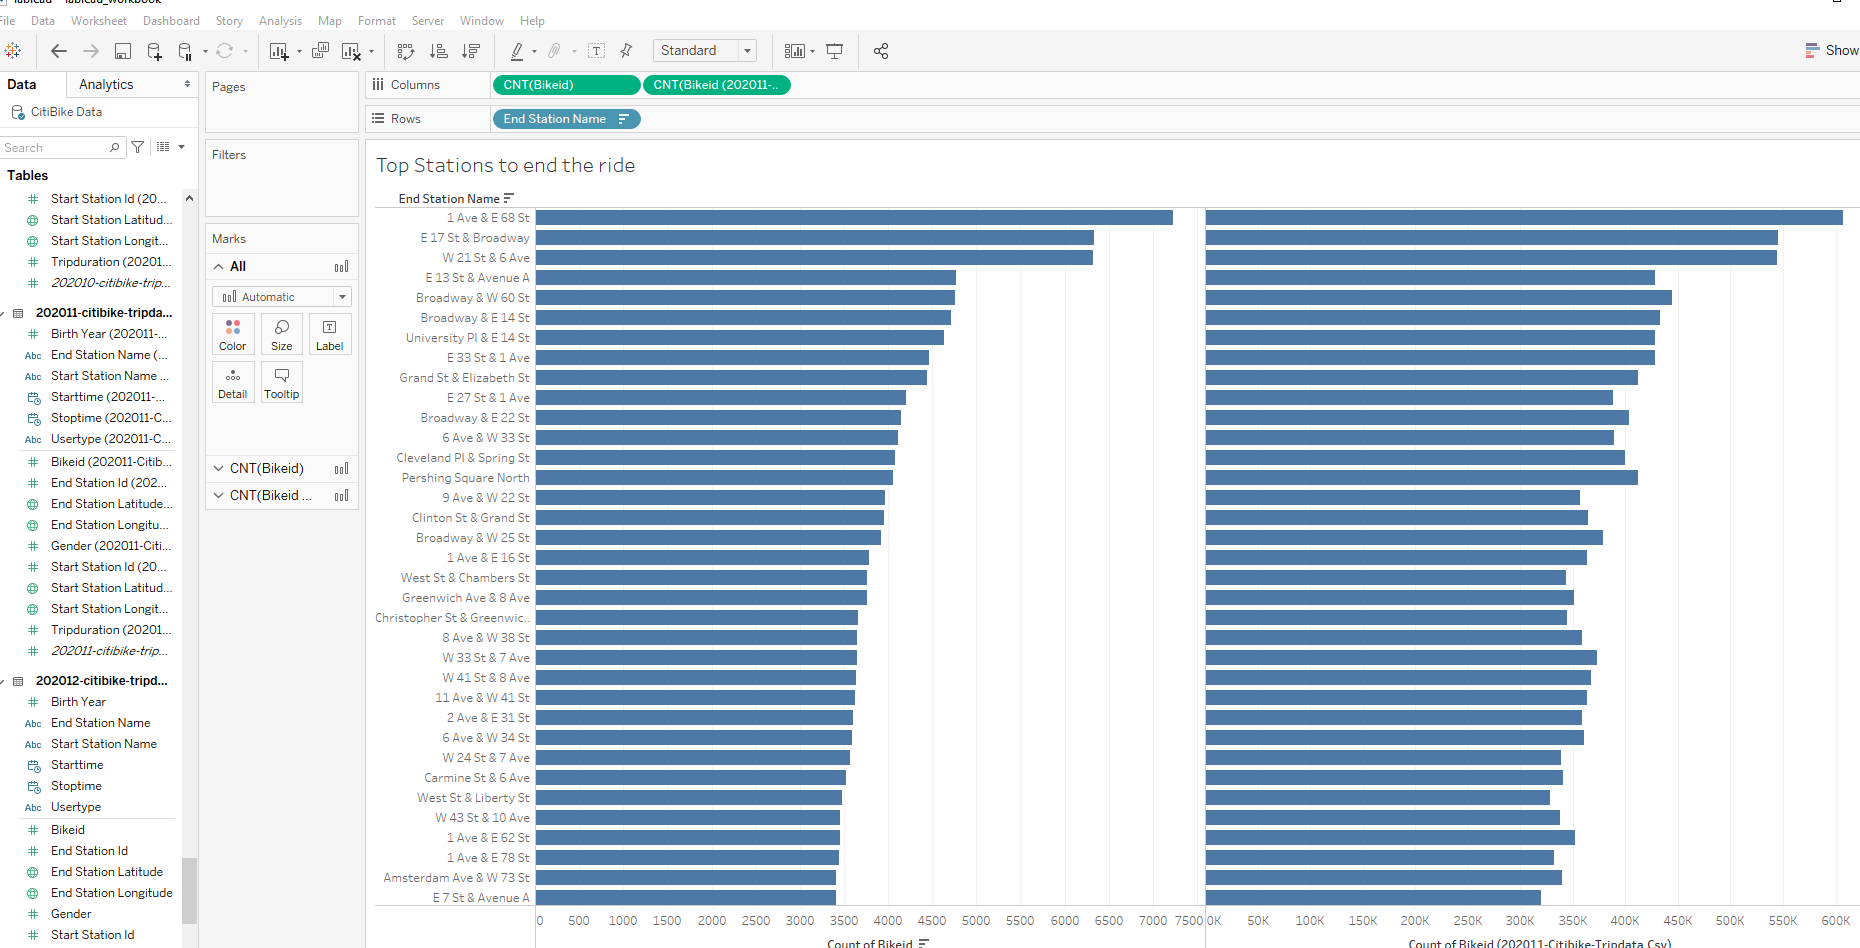 Tableau - Tableau_workbook
File Data Worksheet Dashboard Story Analysis Map Format Server Window Help
Standard
Show
Data Analytics
CitiBike Data
Search
Tables
Start Station Id (20...
Start Station Latitud...
Start Station Longit...
Tripduration (20201...
202010-citibike-trip...
202011-citibike-tripda...
Birth Year (202011-...
Abc End Station Name (...
Abc Start Station Name ...
Starttime (202011-...
Stoptime (202011-C...
Abc Usertype (202011-C...
Bikeid (202011-Citib...
End Station Id (202...
End Station Latitude...
End Station Longitu...
Gender (202011-Citi...
Start Station Id (20...
Start Station Latitud...
Start Station Longit...
Tripduration (20201...
202011-citibike-trip...
202012-citibike-tripd...
Birth Year
Abc End Station Name
Abc Start Station Name
Starttime
Stoptime
Abc Usertype
Bikeid
End Station Id
End Station Latitude
End Station Longitude
Gender
Start Station Id
Pages
Filters
Marks
All
Automatic
Color Size Label
Detail Tooltip
CNT(Bikeid)
CNT(Bikeid ...
Columns CNT(Bikeid) CNT(Bikeid (202011-..
Rows End Station Name
Top Stations to end the ride
End Station Name
1 Ave & E 68 St
E 17 St & Broadway
W 21 St & 6 Ave
E 13 St & Avenue A
Broadway & W 60 St
Broadway & E 14 St
University Pl & E 14 St
E 33 St & 1 Ave
Grand St & Elizabeth St
E 27 St & 1 Ave
Broadway & E 22 St
6 Ave & W 33 St
Cleveland Pl & Spring St
Pershing Square North
9 Ave & W 22 St
Clinton St & Grand St
Broadway & W 25 St
1 Ave & E 16 St
West St & Chambers St
Greenwich Ave & 8 Ave
Christopher St & Greenwic..
8 Ave & W 38 St
W 33 St & 7 Ave
W 41 St & 8 Ave
11 Ave & W 41 St
2 Ave & E 31 St
6 Ave & W 34 St
W 24 St & 7 Ave
Carmine St & 6 Ave
West St & Liberty St
W 43 St & 10 Ave
1 Ave & E 62 St
1 Ave & E 78 St
Amsterdam Ave & W 73 St
E 7 St & Avenue A
0 500 1000 1500 2000 2500 3000 3500 4000 4500 5000 5500 6000 6500 7000 7500
0K 50K 100K 150K 200K 250K 300K 350K 400K 450K 500K 550K 600K
Count of Bikeid
Count of Bikeid (202011-Citibike-Tripdata.Csv)